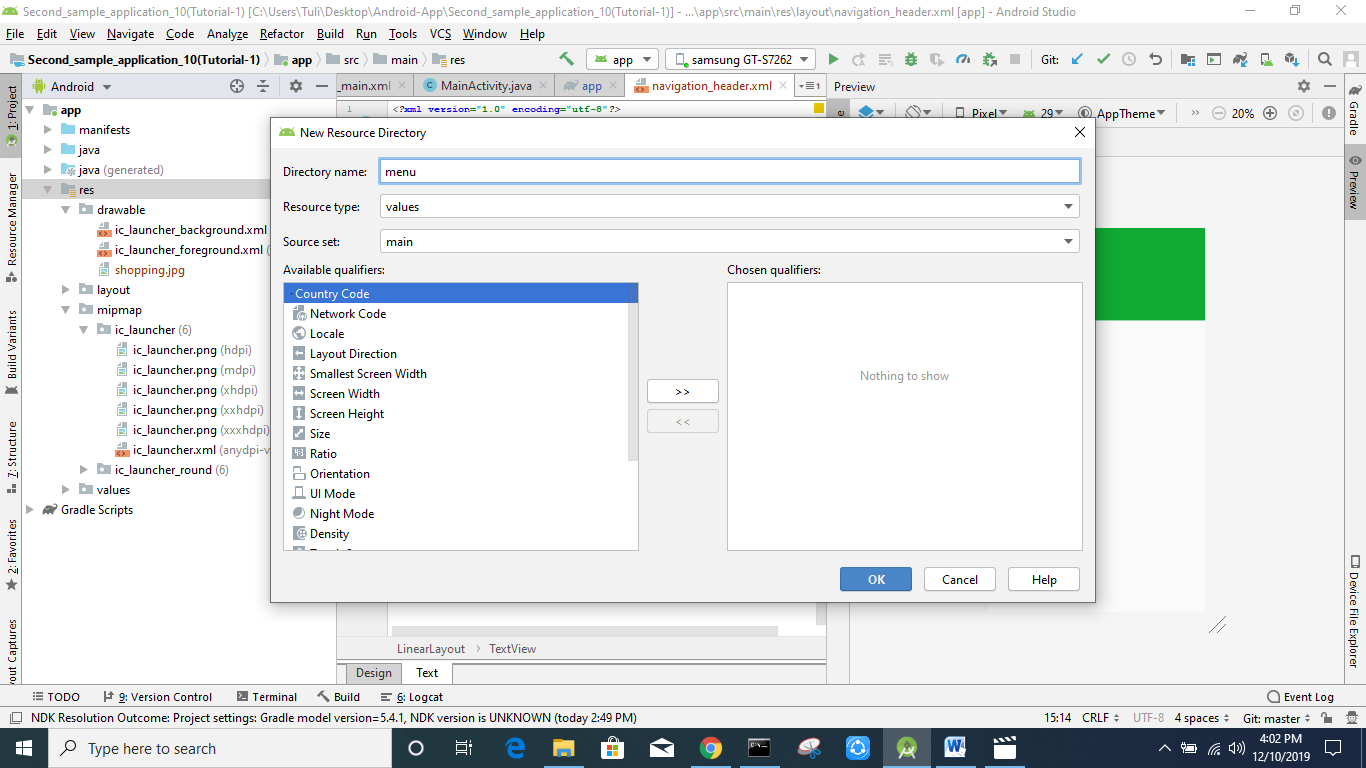 Second_sample_application_10(Tutorial-1) [C:\Users\Tuli\Desktop\Android-App\Second_sample_application_10(Tutorial-1)] - ...\app\src\main\res\layout\navigation_header.xml [app] - Android Studio
File Edit View Navigate Code Analyze Refactor Build Run Tools VCS Window Help
Second_sample_application_10(Tutorial-1) app src main res app samsung GT-S7262 Git:
Android _main.xml MainActivity.java app navigation_header.xml Preview
1 <?xml version="1.0" encoding="utf-8"?>
Pixel 29 AppTheme 20%
1: Project
Resource Manager
Build Variants
7: Structure
2: Favorites
out Captures
app
manifests
java
java (generated)
res
drawable
ic_launcher_background.xml
ic_launcher_foreground.xml (
shopping.jpg
layout
mipmap
ic_launcher (6)
ic_launcher.png (hdpi)
ic_launcher.png (mdpi)
ic_launcher.png (xhdpi)
ic_launcher.png (xxhdpi)
ic_launcher.png (xxxhdpi)
ic_launcher.xml (anydpi-v
ic_launcher_round (6)
values
Gradle Scripts
New Resource Directory
Directory name: menu
Resource type: values
Source set: main
Available qualifiers: Chosen qualifiers:
Country Code
Network Code
Locale
Layout Direction
Smallest Screen Width
Screen Width
Screen Height
Size
Ratio
Orientation
UI Mode
Night Mode
Density
>>
<<
Nothing to show
OK Cancel Help
Gradle
Preview
Device File Explorer
LinearLayout TextView
Design Text
TODO 9: Version Control Terminal Build 6: Logcat Event Log
NDK Resolution Outcome: Project settings: Gradle model version=5.4.1, NDK version is UNKNOWN (today 2:49 PM) 15:14 CRLF UTF-8 4 spaces Git: master
Type here to search
4:02 PM
12/10/2019